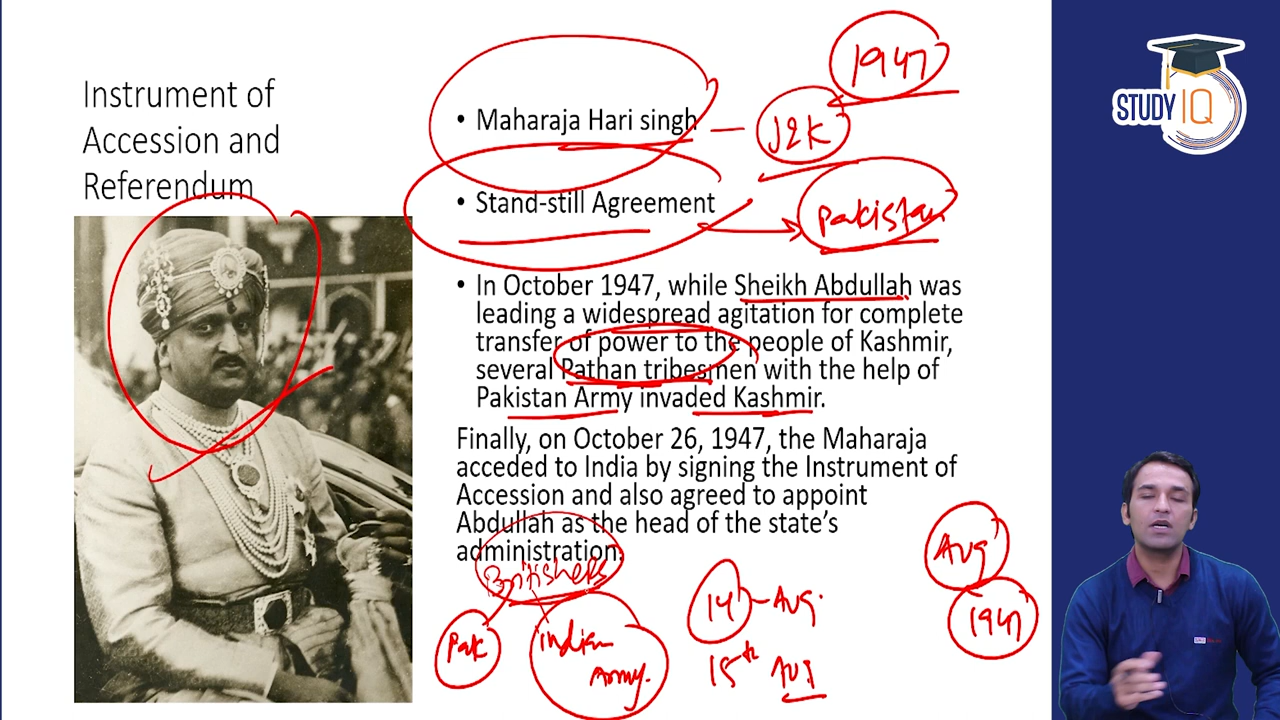 Instrument of
Accession and
Referendum
• Maharaja Hari singh
J&K
1947
• Stand-still Agreement
Pakistan
• In October 1947, while Sheikh Abdullah was
leading a widespread agitation for complete
transfer of power to the people of Kashmir,
several Pathan tribesmen with the help of
Pakistan Army invaded Kashmir.
Finally, on October 26, 1947, the Maharaja
acceded to India by signing the Instrument of
Accession and also agreed to appoint
Abdullah as the head of the state's
administration.
Britishers
Pak
Indian
Army.
14 - Aug.
15th Aug
Aug
1947
STUDY IQ